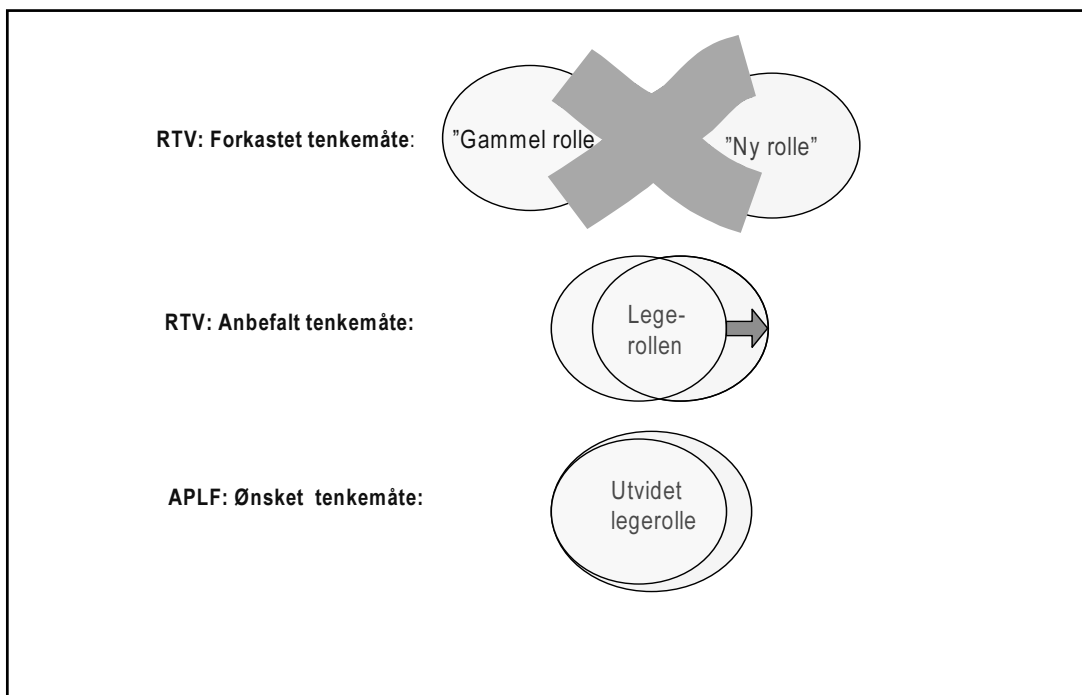 RTV: Forkastet tenkemåte:
”Gammel rolle
”Ny rolle”
RTV: Anbefalt tenkemåte:
Lege-
rollen
APLF: Ønsket tenkemåte:
Utvidet
legerolle